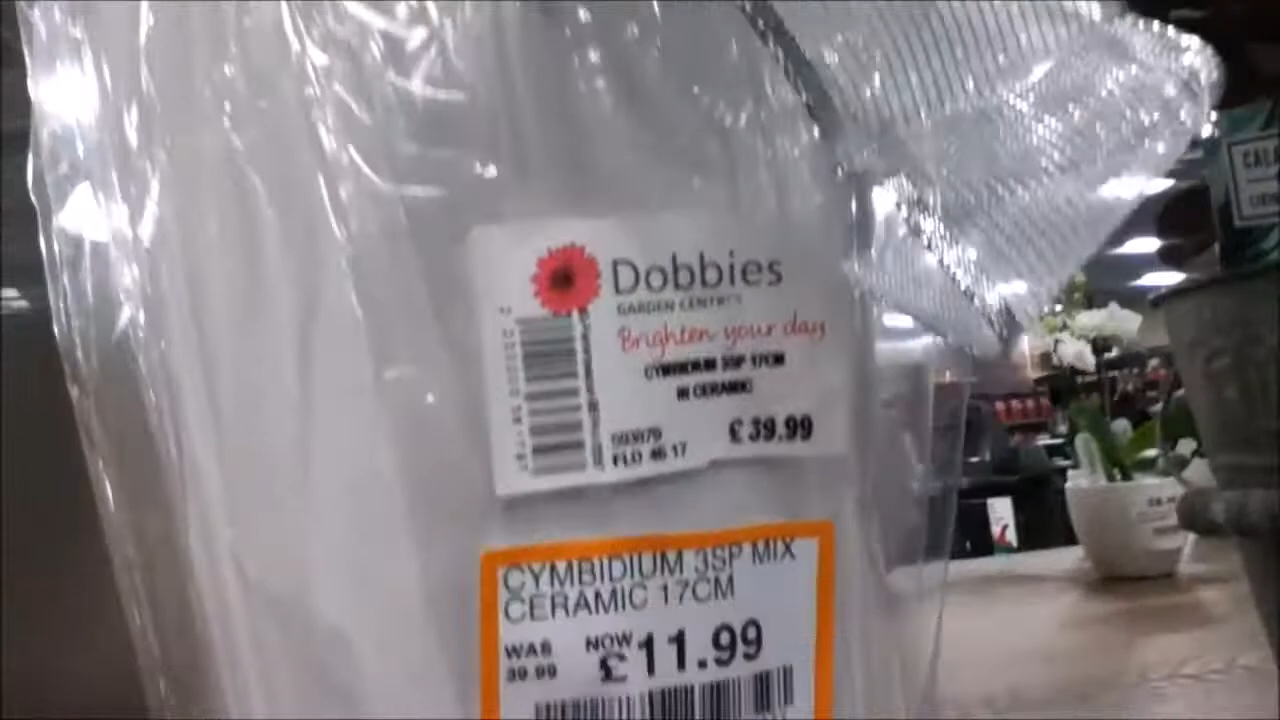 Dobbies
GARDEN CENTRES
Brighten your day
CYMBIDIUM 3SP 17CM
IN CERAMIC
£39.99
FLO 46 17
CYMBIDIUM 3SP MIX
CERAMIC 17CM
WAS NOW £11.99
39.99